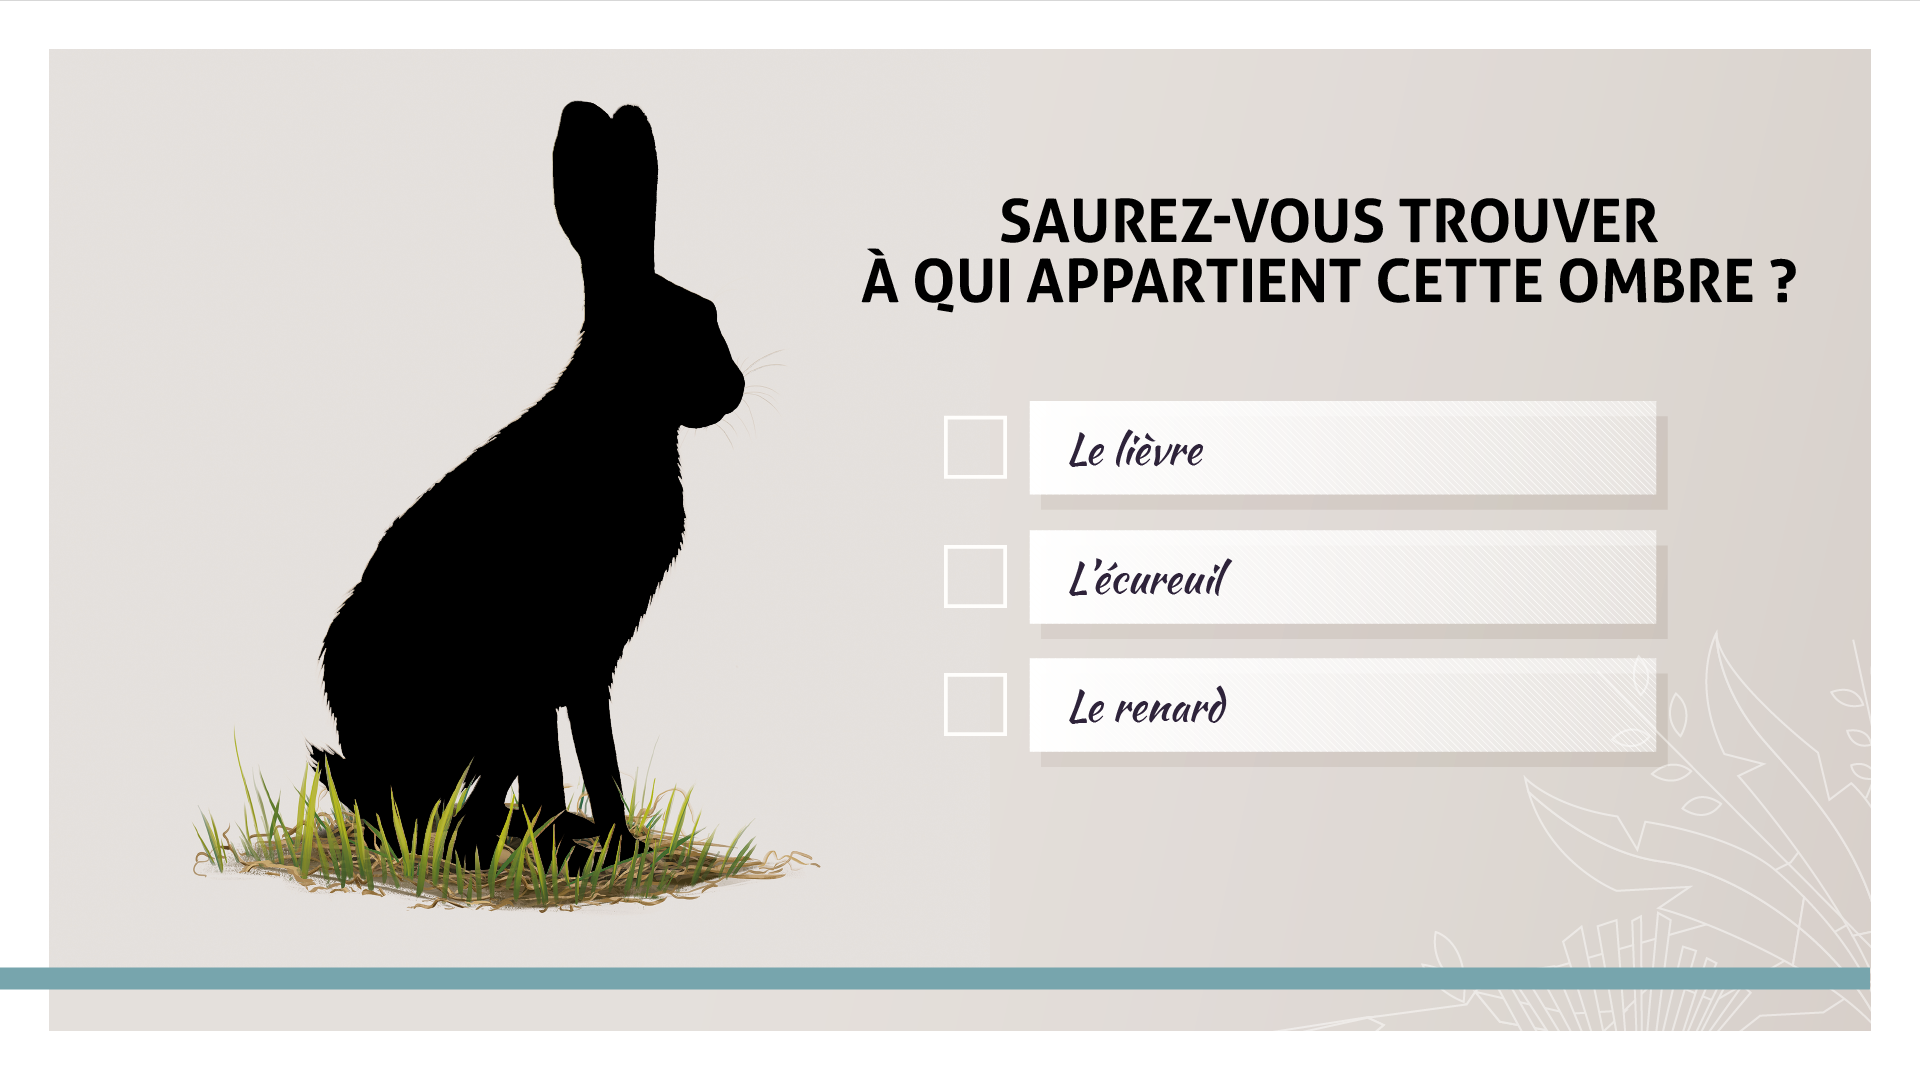 SAUREZ-VOUS TROUVER
À QUI APPARTIENT CETTE OMBRE ?
Le lièvre
L'écureuil
Le renard